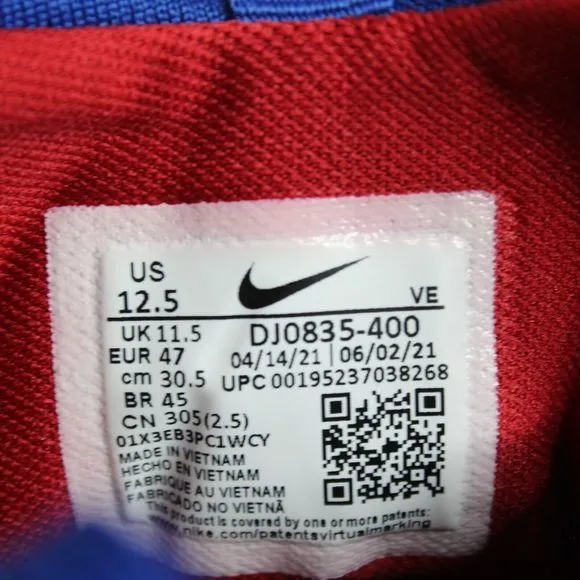 US
12.5
VE
UK 11.5 DJ0835-400
EUR 47 04/14/21 | 06/02/21
cm 30.5 UPC 00195237038268
BR 45
CN 305(2.5)
01X3EB3PC1WCY
MADE IN VIETNAM
HECHO EN VIETNAM
FABRIQUE AU VIETNAM
FABRICADO NO VIETNÃ
This product is covered by one or more patents:
nike.com/patentsvirtualmarking